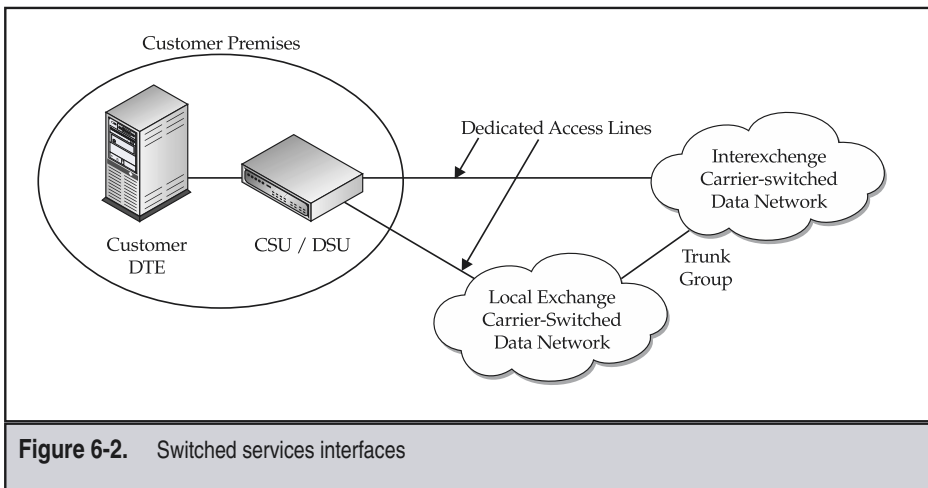 Customer Premises
Dedicated Access Lines
Interexchenge
Carrier-switched
Data Network
Customer
DTE
CSU / DSU
Trunk
Group
Local Exchange
Carrier-Switched
Data Network
Figure 6-2. Switched services interfaces